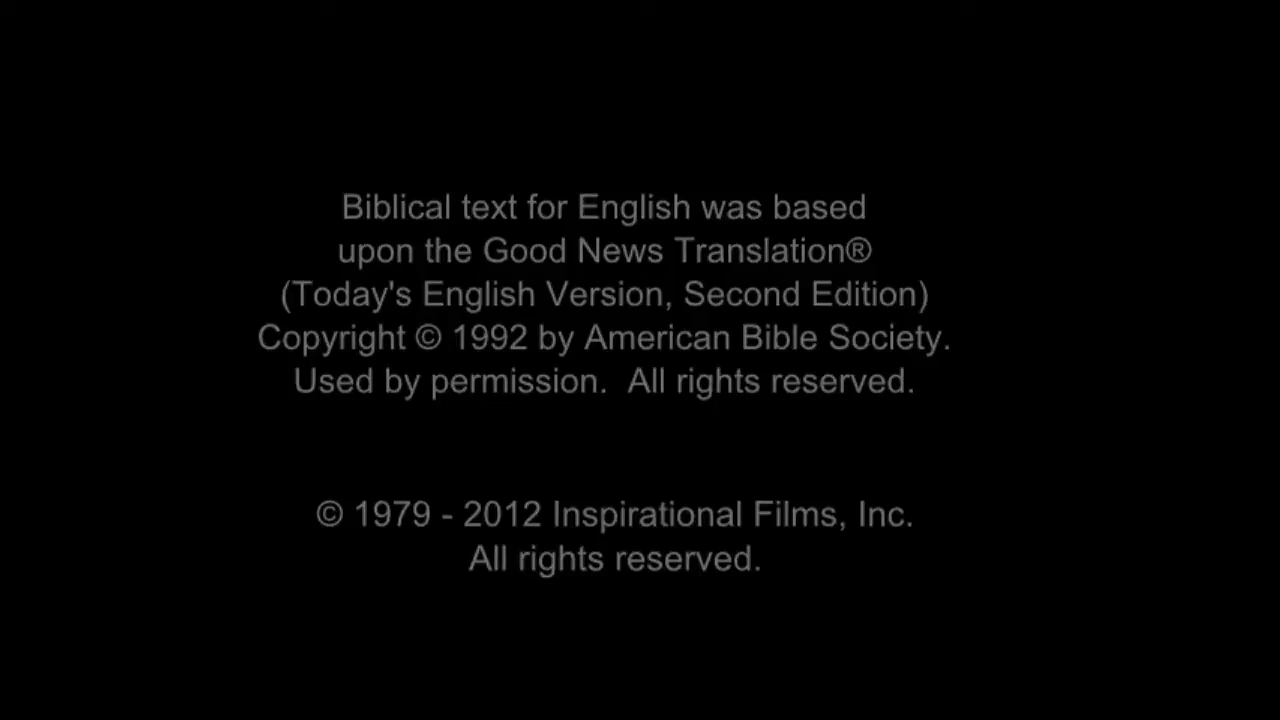 Biblical text for English was based
upon the Good News Translation®
(Today's English Version, Second Edition)
Copyright © 1992 by American Bible Society.
Used by permission.  All rights reserved.
© 1979 - 2012 Inspirational Films, Inc.
All rights reserved.